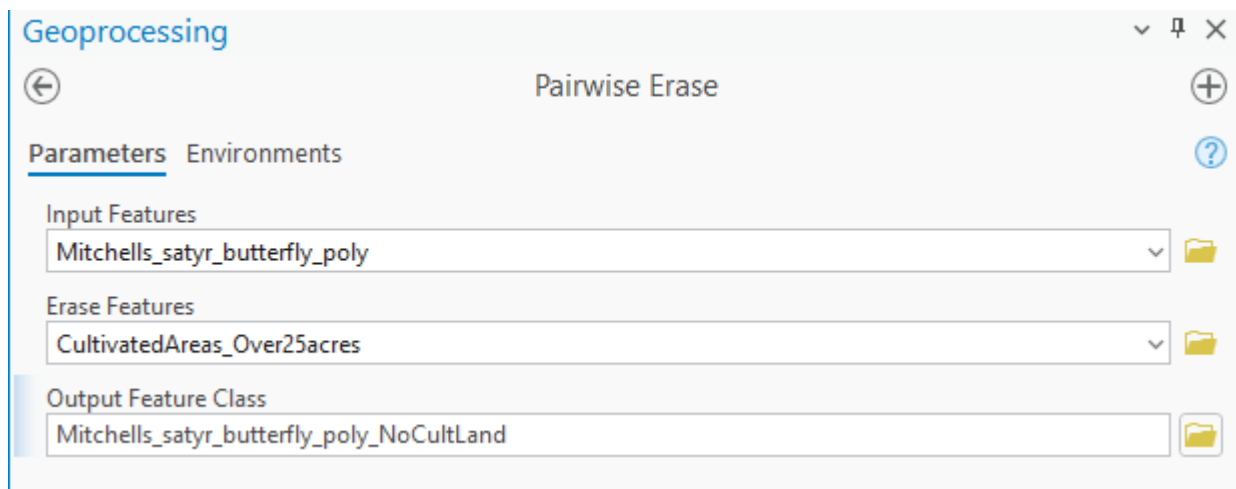 Geoprocessing
Pairwise Erase
Parameters Environments
Input Features
Mitchells_satyr_butterfly_poly
Erase Features
CultivatedAreas_Over25acres
Output Feature Class
Mitchells_satyr_butterfly_poly_NoCultLand